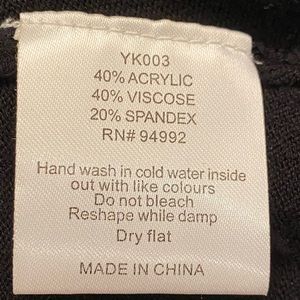 YK003
40% ACRYLIC
40% VISCOSE
20% SPANDEX
RN# 94992
Hand wash in cold water inside
out with like colours
Do not bleach
Reshape while damp
Dry flat
MADE IN CHINA